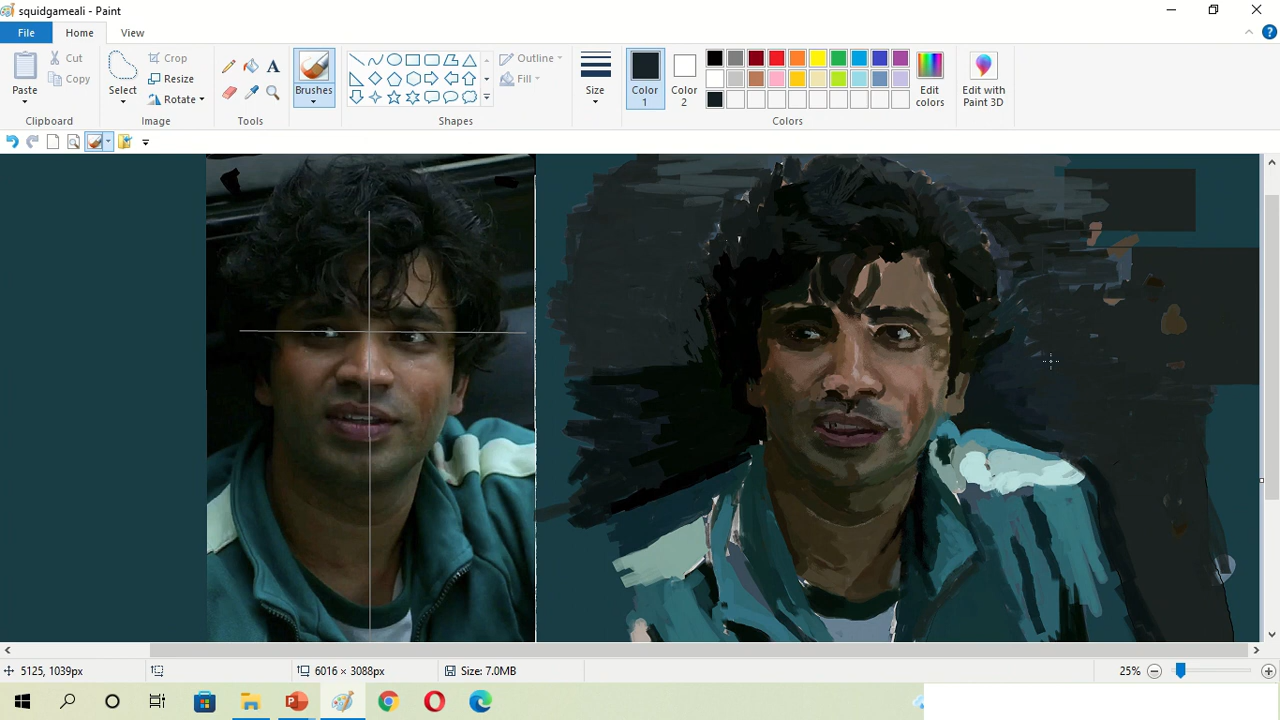 squidgameali - Paint
File
Home
View
Paste
Cut
Copy
Clipboard
Select
Crop
Resize
Rotate
Image
A
Tools
Brushes
Outline
Fill
Shapes
Size
Color 1
Color 2
Edit colors
Colors
Edit with Paint 3D
5125, 1039px
6016 × 3088px
Size: 7.0MB
25%